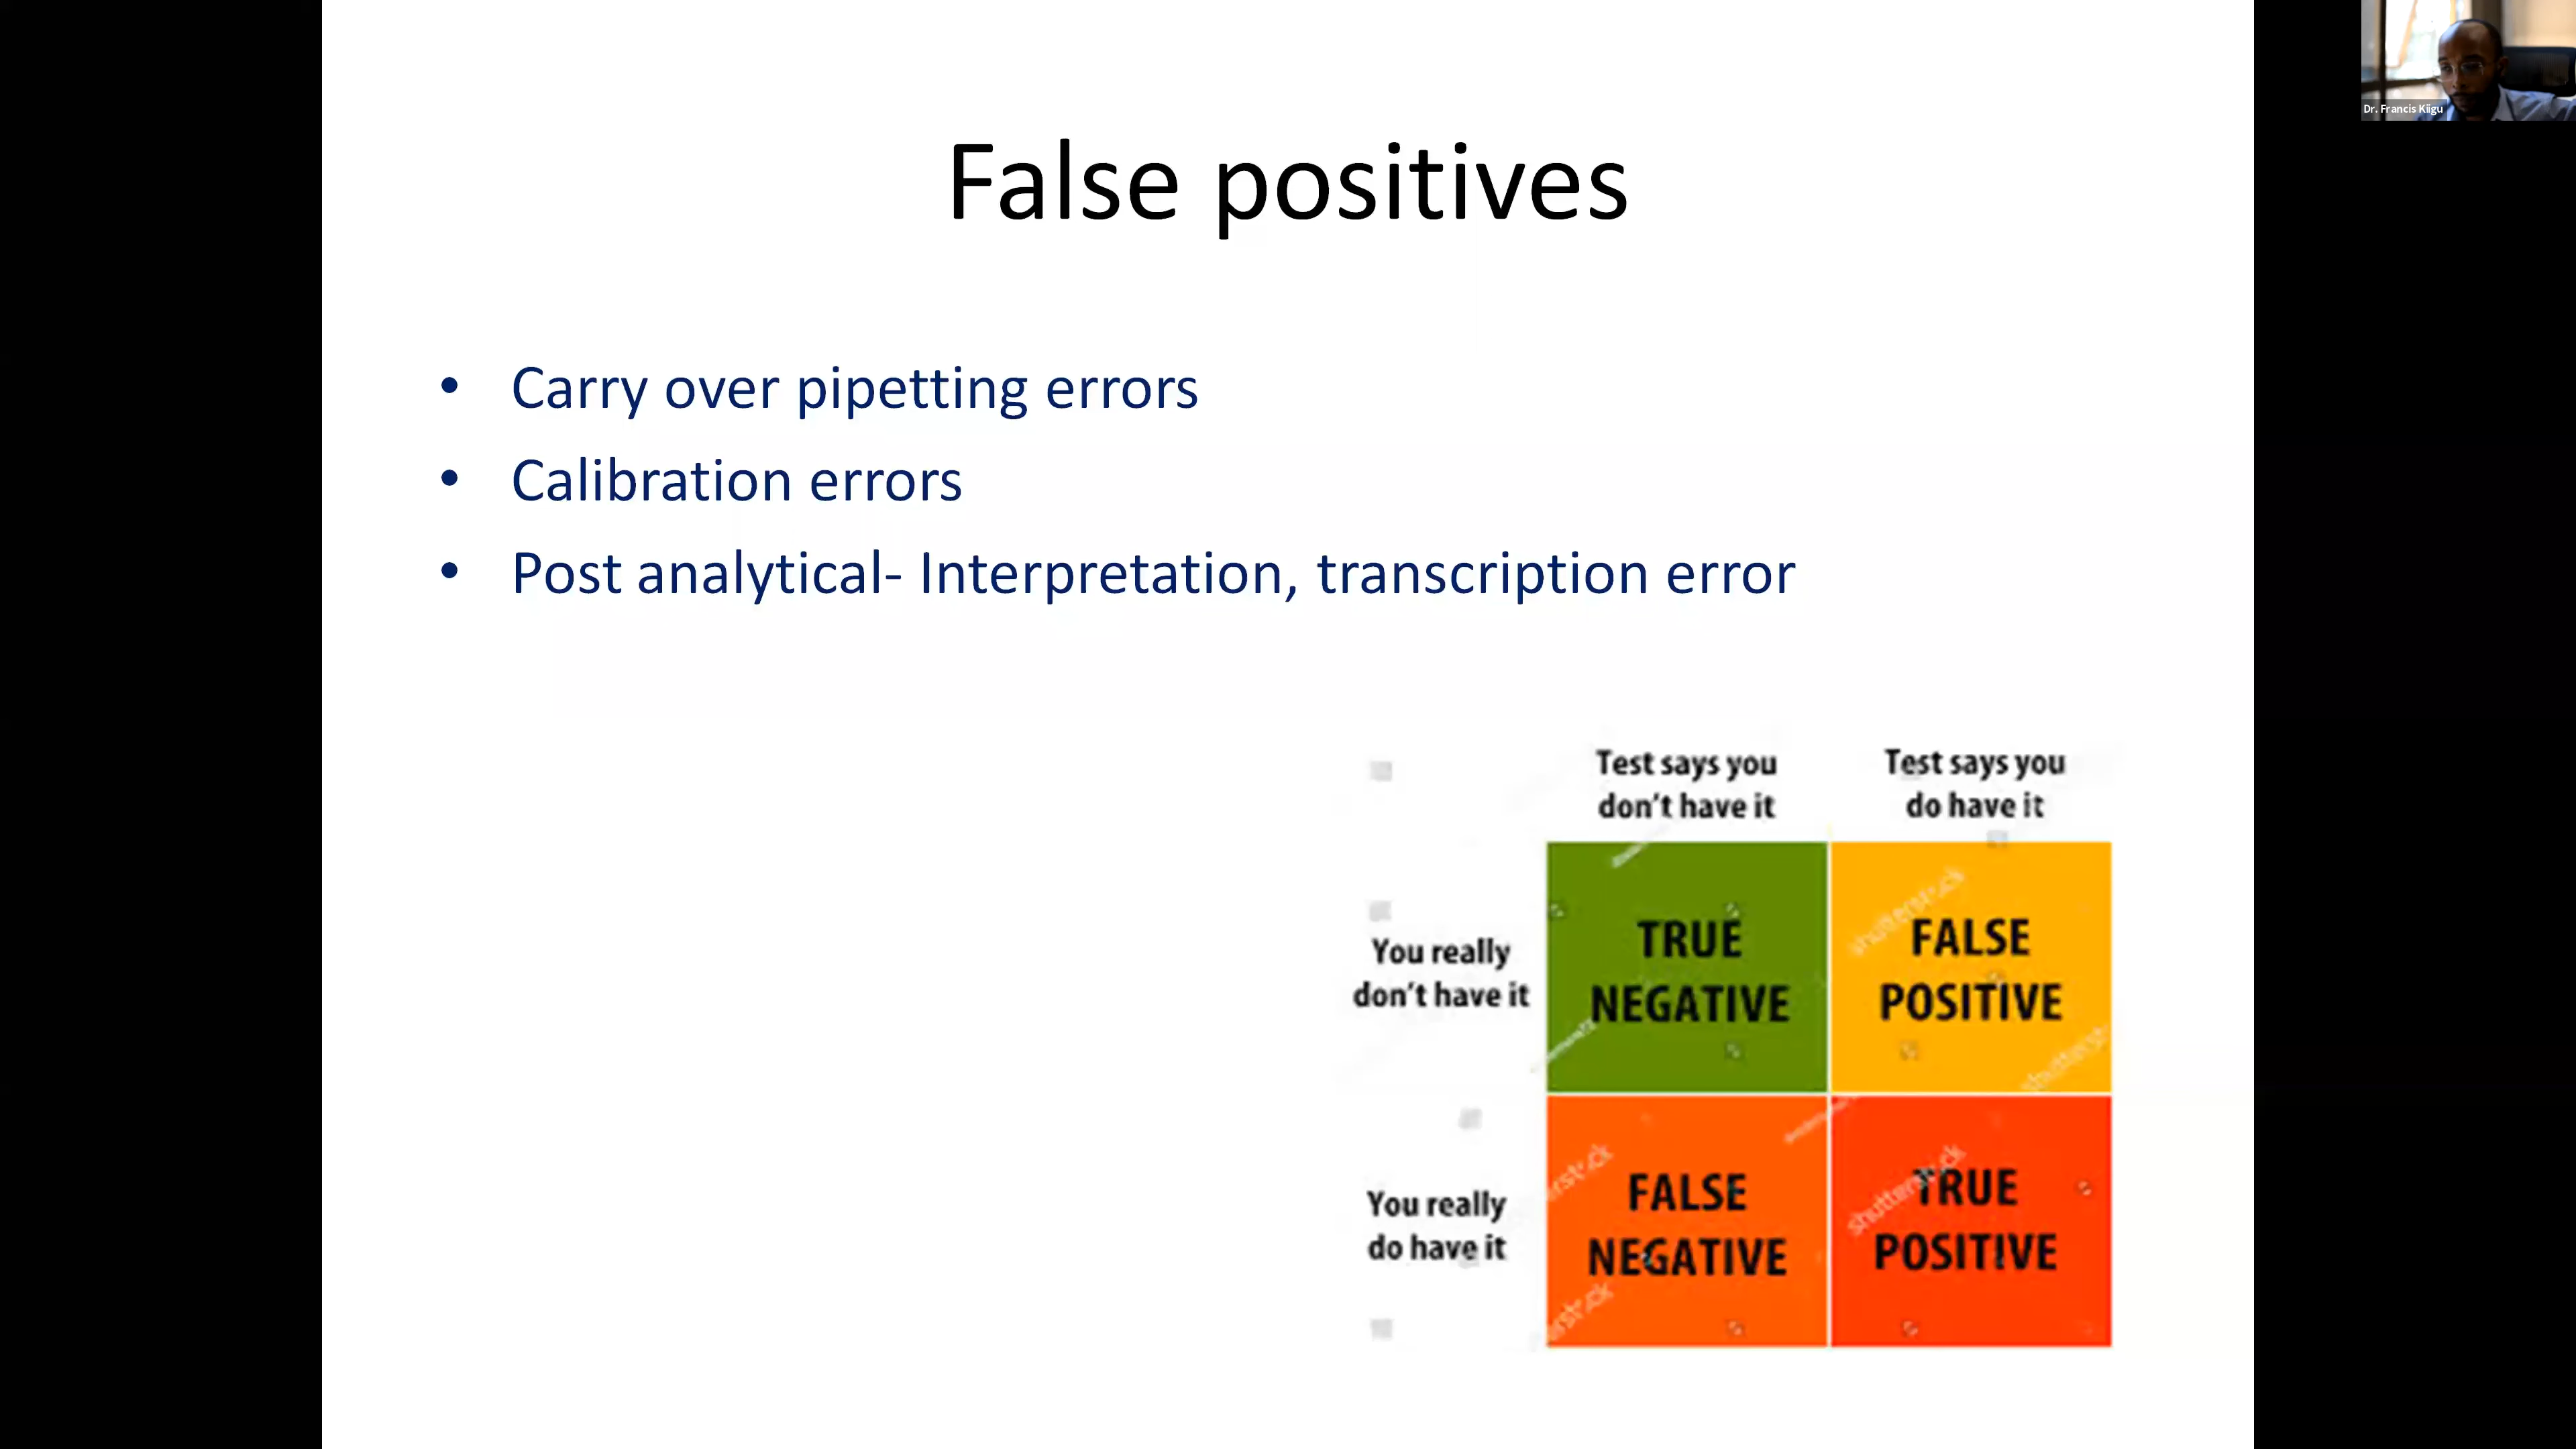 Dr. Francis Kiigu
False positives
• Carry over pipetting errors
• Calibration errors
• Post analytical- Interpretation, transcription error
Test says you
don't have it
Test says you
do have it
You really
don't have it
TRUE
NEGATIVE
FALSE
POSITIVE
You really
do have it
FALSE
NEGATIVE
TRUE
POSITIVE